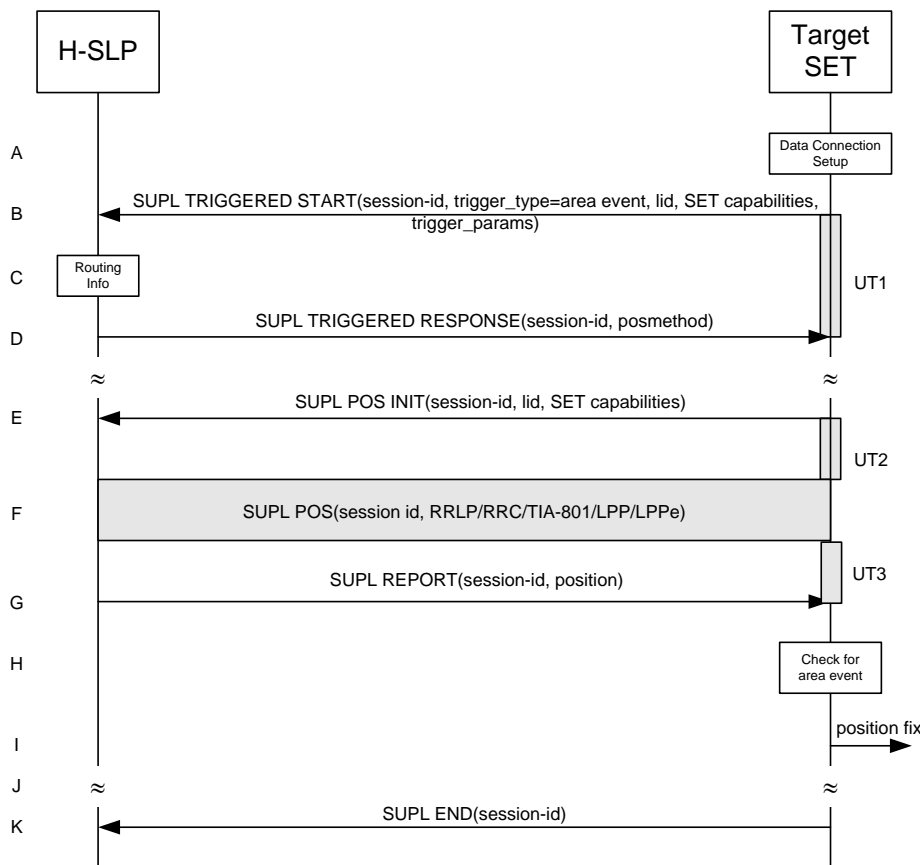 H-SLP
Target
SET
A
Data Connection
Setup
B
SUPL TRIGGERED START(session-id, trigger_type=area event, lid, SET capabilities,
trigger_params)
C
Routing
Info
UT1
D
SUPL TRIGGERED RESPONSE(session-id, posmethod)
≈
≈
E
SUPL POS INIT(session-id, lid, SET capabilities)
UT2
F
SUPL POS(session id, RRLP/RRC/TIA-801/LPP/LPPe)
UT3
G
SUPL REPORT(session-id, position)
H
Check for
area event
I
position fix
J
≈
≈
K
SUPL END(session-id)